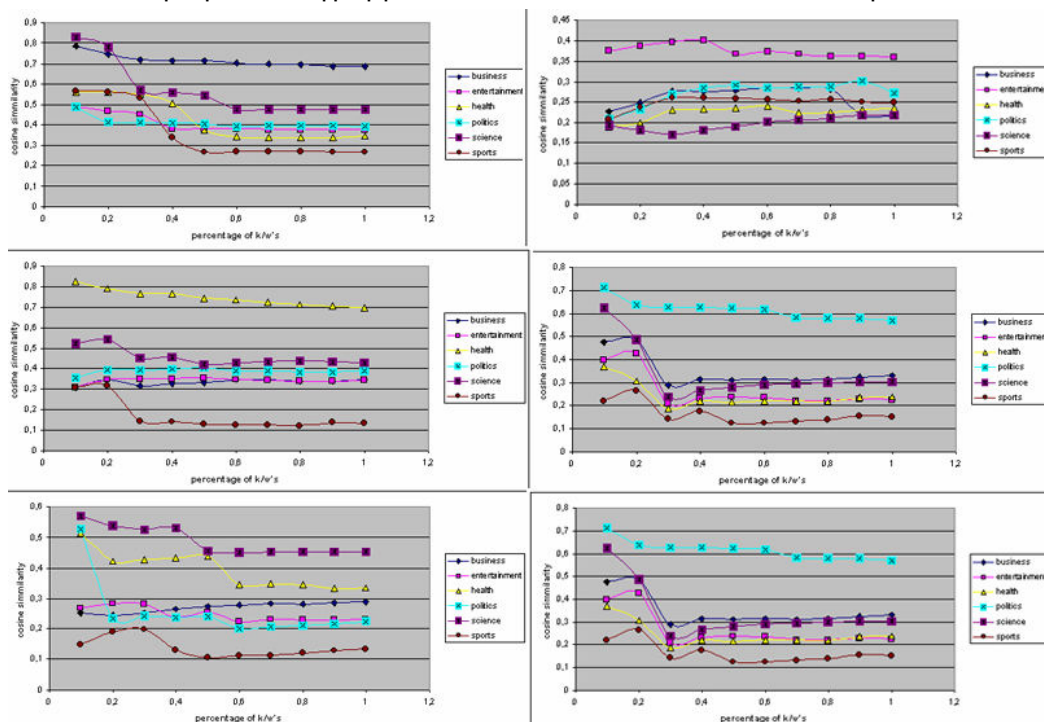 0,9
0,8
0,7
0,6
0,5
0,4
0,3
0,2
0,1
0
0 0,2 0,4 0,6 0,8 1 1,2
cosine simmilarity
percentage of k/w's
business
entertainment
health
politics
science
sports
0,45
0,4
0,35
0,3
0,25
0,2
0,15
0,1
0,05
0
0 0,2 0,4 0,6 0,8 1 1,2
cosine simmilarity
percentage of k/w's
business
entertainment
health
politics
science
sports
0,9
0,8
0,7
0,6
0,5
0,4
0,3
0,2
0,1
0
0 0,2 0,4 0,6 0,8 1 1,2
cosine simmilarity
percentage of k/w's
business
entertainment
health
politics
science
sports
0,8
0,7
0,6
0,5
0,4
0,3
0,2
0,1
0
0 0,2 0,4 0,6 0,8 1 1,2
cosine simmilarity
percentage of k/w's
business
entertainment
health
politics
science
sports
0,6
0,5
0,4
0,3
0,2
0,1
0
0 0,2 0,4 0,6 0,8 1 1,2
cosine simmilarity
percentage of k/w's
business
entertainment
health
politics
science
sports
0,8
0,7
0,6
0,5
0,4
0,3
0,2
0,1
0
0 0,2 0,4 0,6 0,8 1 1,2
cosine simmilarity
percentage of k/w's
business
entertainment
health
politics
science
sports